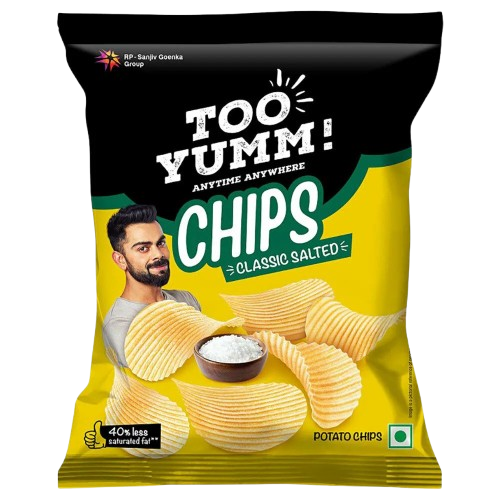 RP-Sanjiv Goenka
Group
TOO
YUMM!
ANYTIME ANYWHERE
CHIPS
CLASSIC SALTED
40% less
saturated fat**
POTATO CHIPS